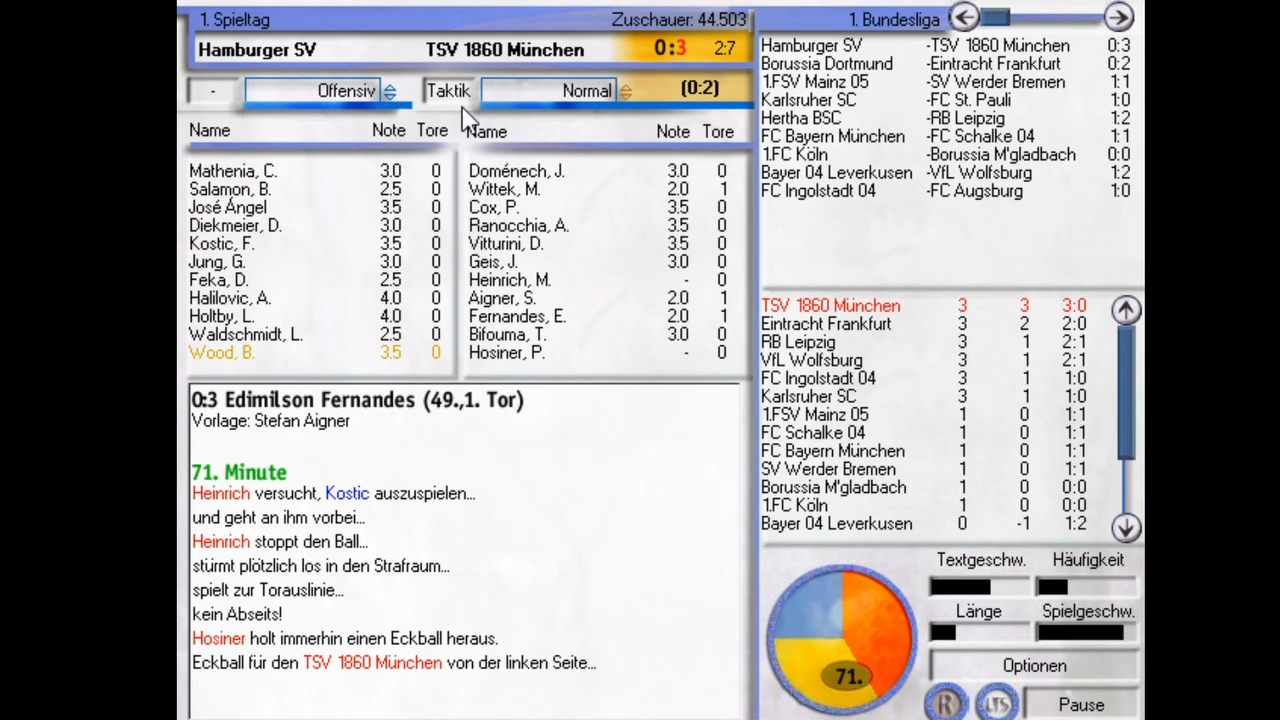 1. Spieltag Zuschauer: 44.503
Hamburger SV TSV 1860 München 0:3 2:7
- Offensiv Taktik Normal (0:2)
Name Note Tore Name Note Tore
Mathenia, C. 3.0 0 Doménech, J. 3.0 0
Salamon, B. 2.5 0 Wittek, M. 2.0 1
José Ángel 3.5 0 Cox, P. 3.5 0
Diekmeier, D. 3.0 0 Ranocchia, A. 3.5 0
Kostic, F. 3.5 0 Vitturini, D. 3.5 0
Jung, G. 3.0 0 Geis, J. 3.0 0
Feka, D. 2.5 0 Heinrich, M. - 0
Halilovic, A. 4.0 0 Aigner, S. 2.0 1
Holtby, L. 4.0 0 Fernandes, E. 2.0 1
Waldschmidt, L. 2.5 0 Bifouma, T. 3.0 0
Wood, B. 3.5 0 Hosiner, P. - 0
0:3 Edimilson Fernandes (49.,1. Tor)
Vorlage: Stefan Aigner
71. Minute
Heinrich versucht, Kostic auszuspielen...
und geht an ihm vorbei...
Heinrich stoppt den Ball...
stürmt plötzlich los in den Strafraum...
spielt zur Torauslinie...
kein Abseits!
Hosiner holt immerhin einen Eckball heraus.
Eckball für den TSV 1860 München von der linken Seite...
1. Bundesliga
Hamburger SV -TSV 1860 München 0:3
Borussia Dortmund -Eintracht Frankfurt 0:2
1.FSV Mainz 05 -SV Werder Bremen 1:1
Karlsruher SC -FC St. Pauli 1:0
Hertha BSC -RB Leipzig 1:2
FC Bayern München -FC Schalke 04 1:1
1.FC Köln -Borussia M'gladbach 0:0
Bayer 04 Leverkusen -VfL Wolfsburg 1:2
FC Ingolstadt 04 -FC Augsburg 1:0
TSV 1860 München 3 3 3:0
Eintracht Frankfurt 3 2 2:0
RB Leipzig 3 1 2:1
VfL Wolfsburg 3 1 2:1
FC Ingolstadt 04 3 1 1:0
Karlsruher SC 3 1 1:0
1.FSV Mainz 05 1 0 1:1
FC Schalke 04 1 0 1:1
FC Bayern München 1 0 1:1
SV Werder Bremen 1 0 1:1
Borussia M'gladbach 1 0 0:0
1.FC Köln 1 0 0:0
Bayer 04 Leverkusen 0 -1 1:2
Textgeschw. Häufigkeit
Länge Spielgeschw.
71.
Optionen
R LTS Pause